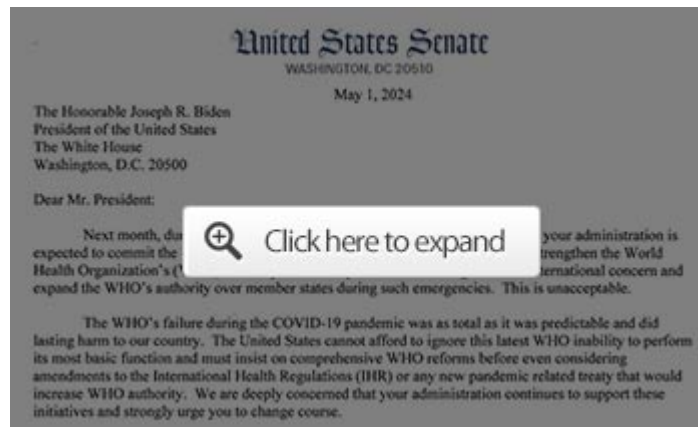 United States Senate
WASHINGTON, DC 20510
May 1, 2024
The Honorable Joseph R. Biden
President of the United States
The White House
Washington, D.C. 20500
Dear Mr. President:
Next month, your administration is
expected to commit the strengthen the World
Click here to expand
Health Organization's international concern and
expand the WHO's authority over member states during such emergencies. This is unacceptable.
The WHO's failure during the COVID-19 pandemic was as total as it was predictable and did
lasting harm to our country. The United States cannot afford to ignore this latest WHO inability to perform
its most basic function and must insist on comprehensive WHO reforms before even considering
amendments to the International Health Regulations (IHR) or any new pandemic related treaty that would
increase WHO authority. We are deeply concerned that your administration continues to support these
initiatives and strongly urge you to change course.